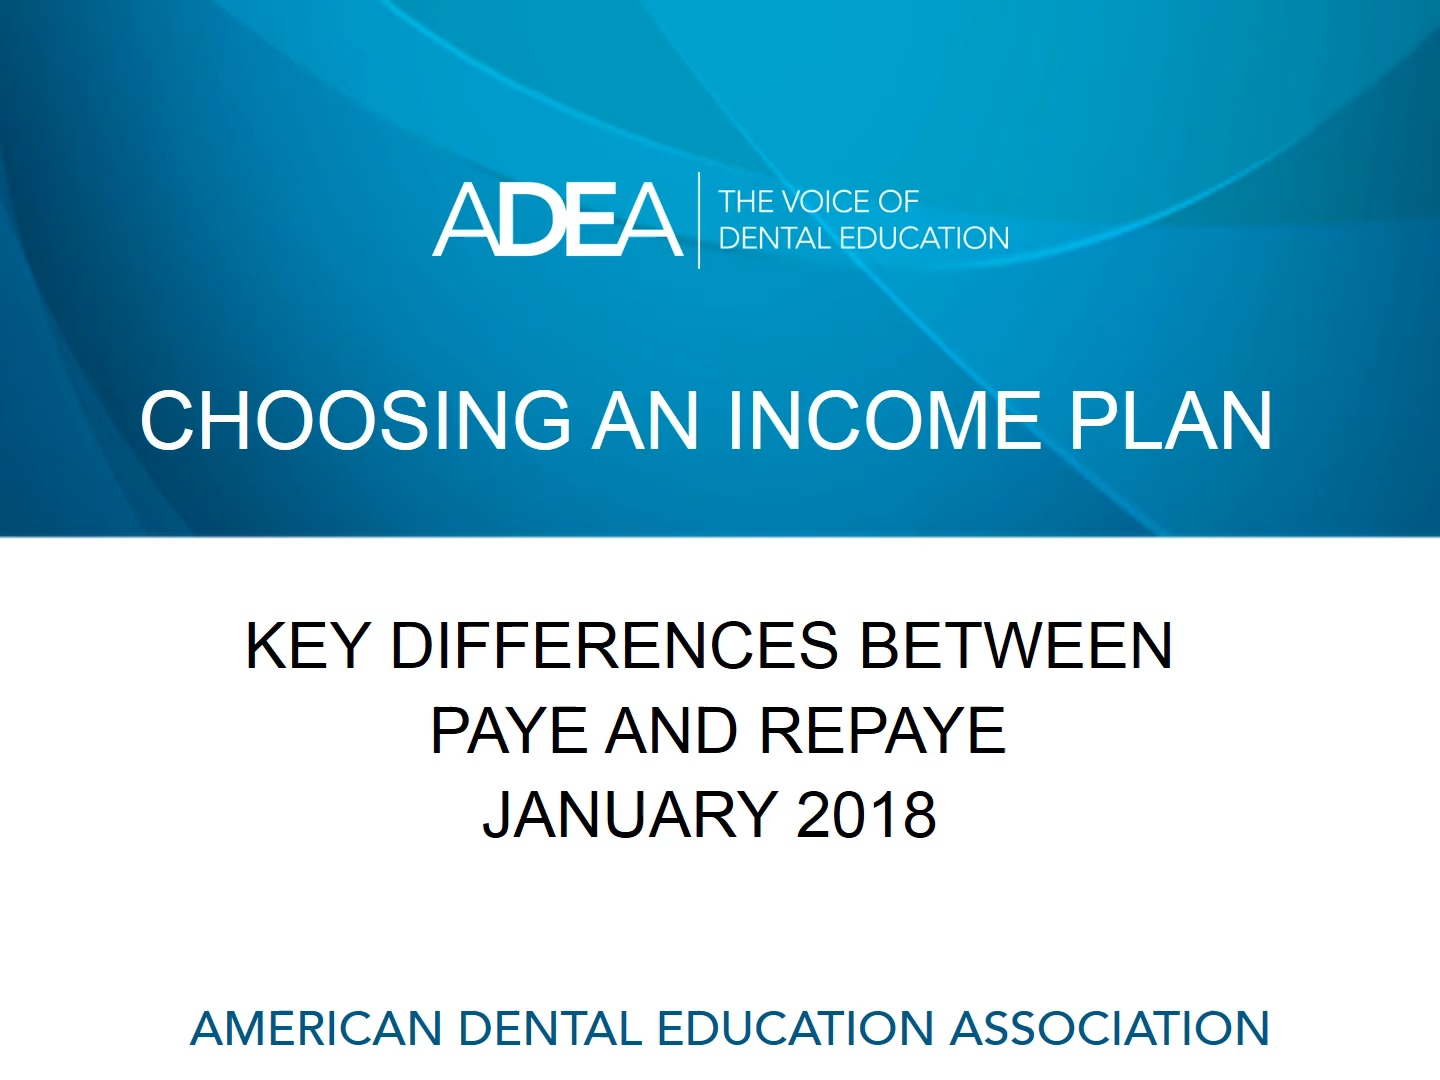 ADEA
THE VOICE OF
DENTAL EDUCATION
CHOOSING AN INCOME PLAN
KEY DIFFERENCES BETWEEN
PAYE AND REPAYE
JANUARY 2018
AMERICAN DENTAL EDUCATION ASSOCIATION